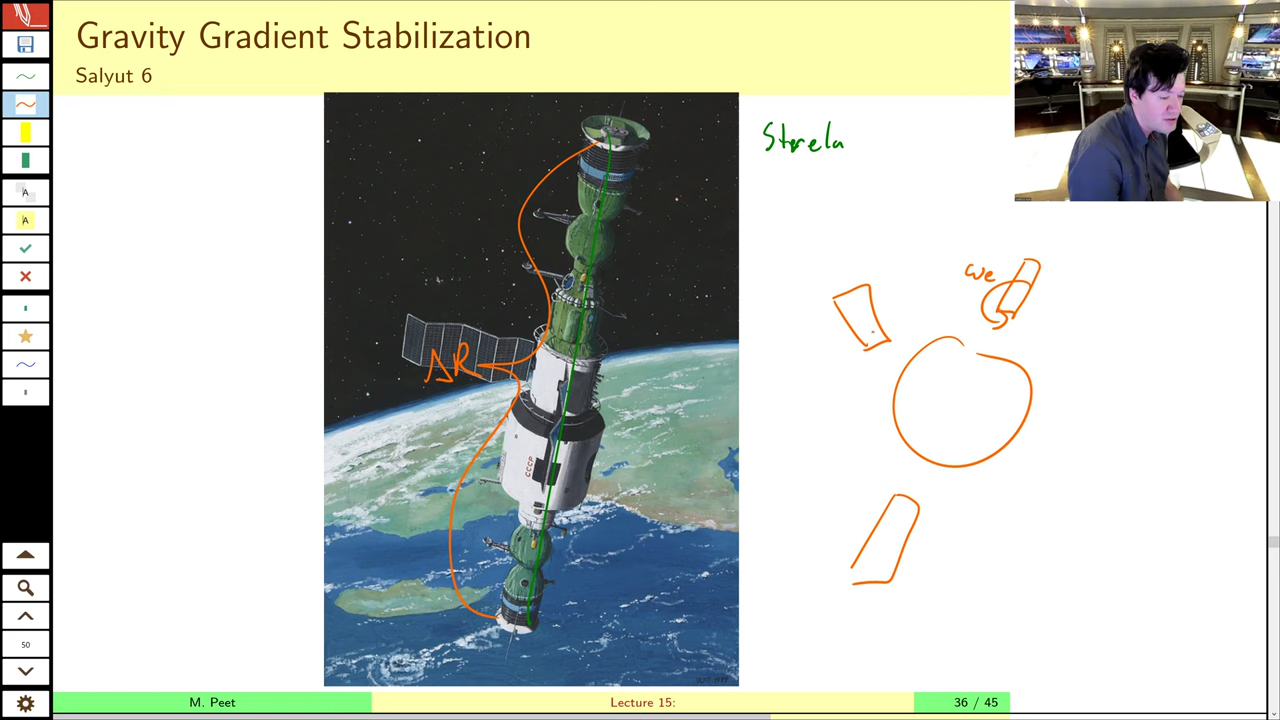 Gravity Gradient Stabilization
Salyut 6
Strela
we
ΔR
CCCP
A
A
50
M. Peet
Lecture 15:
36 / 45